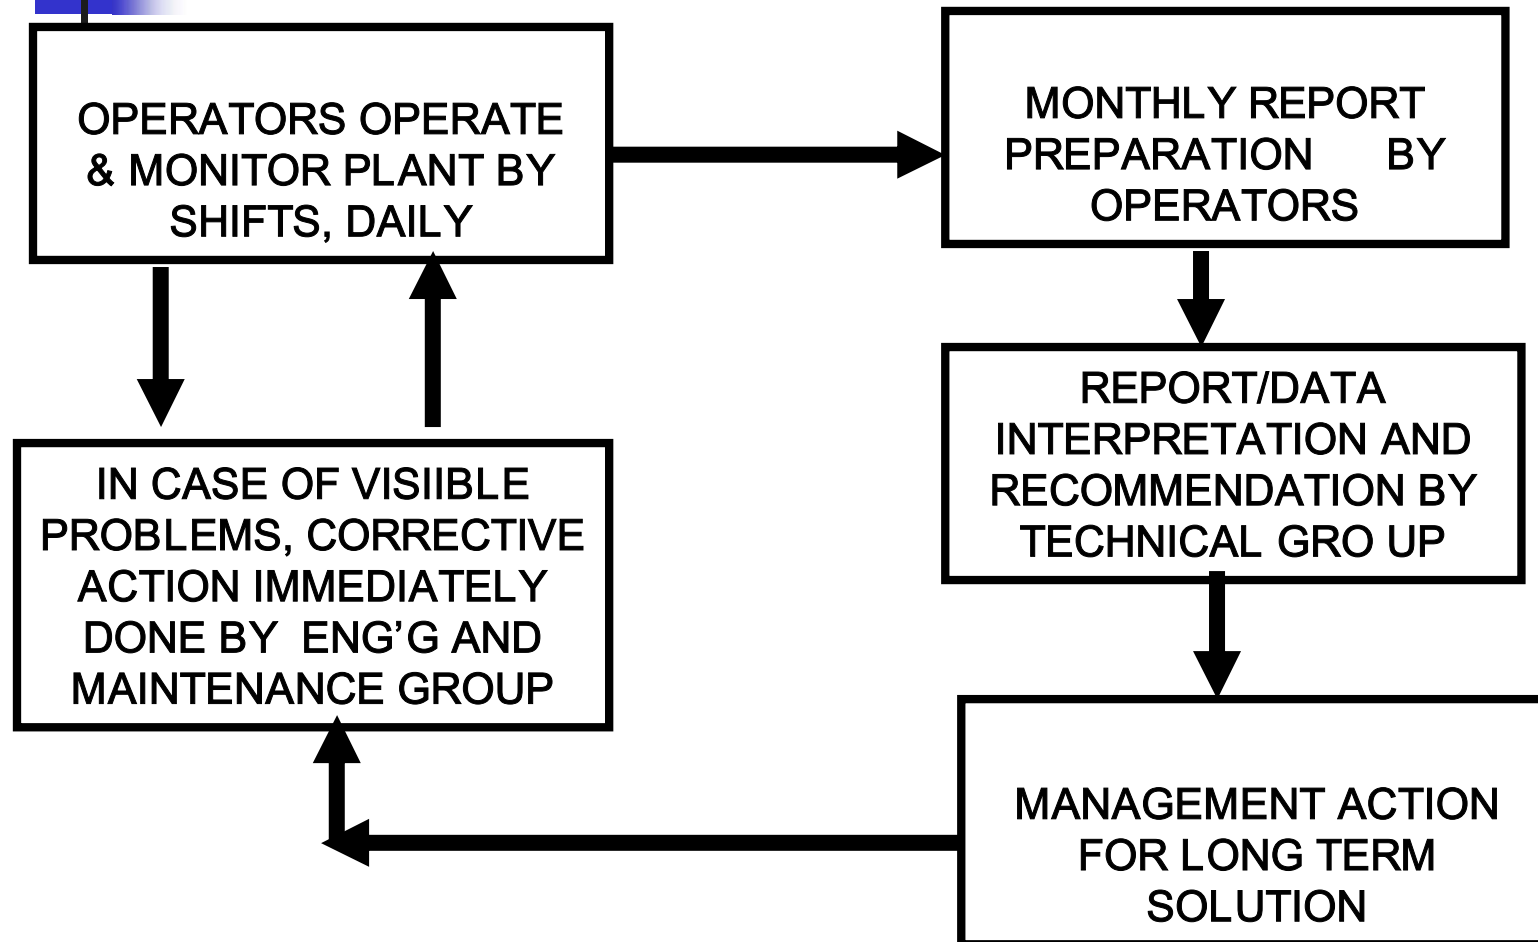 OPERATORS OPERATE
& MONITOR PLANT BY
SHIFTS, DAILY
MONTHLY REPORT
PREPARATION BY
OPERATORS
REPORT/DATA
INTERPRETATION AND
RECOMMENDATION BY
TECHNICAL GRO UP
IN CASE OF VISIIBLE
PROBLEMS, CORRECTIVE
ACTION IMMEDIATELY
DONE BY ENG’G AND
MAINTENANCE GROUP
MANAGEMENT ACTION
FOR LONG TERM
SOLUTION